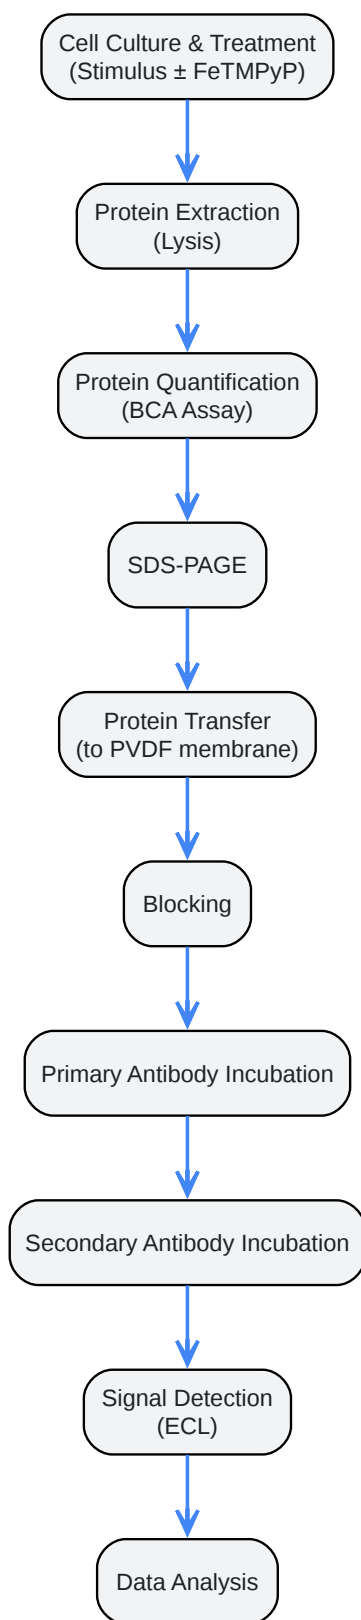 Cell Culture & Treatment
(Stimulus ± FeTMPyP)
Protein Extraction
(Lysis)
Protein Quantification
(BCA Assay)
SDS-PAGE
Protein Transfer
(to PVDF membrane)
Blocking
Primary Antibody Incubation
Secondary Antibody Incubation
Signal Detection
(ECL)
Data Analysis